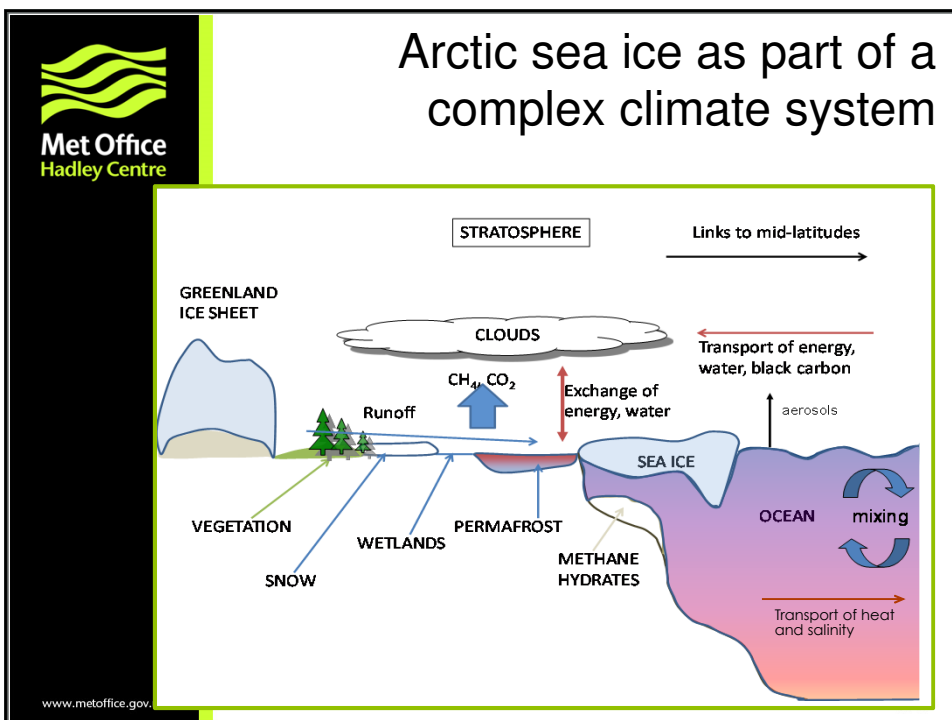 Arctic sea ice as part of a
complex climate system
Met Office
Hadley Centre
STRATOSPHERE
Links to mid-latitudes
GREENLAND
ICE SHEET
CLOUDS
Transport of energy,
water, black carbon
CH₄, CO₂
Exchange of
energy, water
Runoff
aerosols
SEA ICE
OCEAN
mixing
VEGETATION
WETLANDS
PERMAFROST
SNOW
METHANE
HYDRATES
Transport of heat
and salinity
www.metoffice.gov.